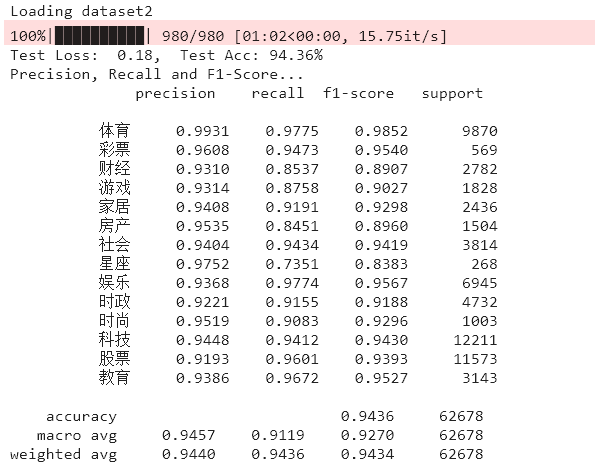 Loading dataset2
100%|██████████| 980/980 [01:02<00:00, 15.75it/s]
Test Loss:  0.18,  Test Acc: 94.36%
Precision, Recall and F1-Score...
              precision    recall  f1-score   support

          体育     0.9931    0.9775    0.9852      9870
          彩票     0.9608    0.9473    0.9540       569
          财经     0.9310    0.8537    0.8907      2782
          游戏     0.9314    0.8758    0.9027      1828
          家居     0.9408    0.9191    0.9298      2436
          房产     0.9535    0.8451    0.8960      1504
          社会     0.9404    0.9434    0.9419      3814
          星座     0.9752    0.7351    0.8383       268
          娱乐     0.9368    0.9774    0.9567      6945
          时政     0.9221    0.9155    0.9188      4732
          时尚     0.9519    0.9083    0.9296      1003
          科技     0.9448    0.9412    0.9430     12211
          股票     0.9193    0.9601    0.9393     11573
          教育     0.9386    0.9672    0.9527      3143

    accuracy                         0.9436     62678
   macro avg     0.9457    0.9119    0.9270     62678
weighted avg     0.9440    0.9436    0.9434     62678